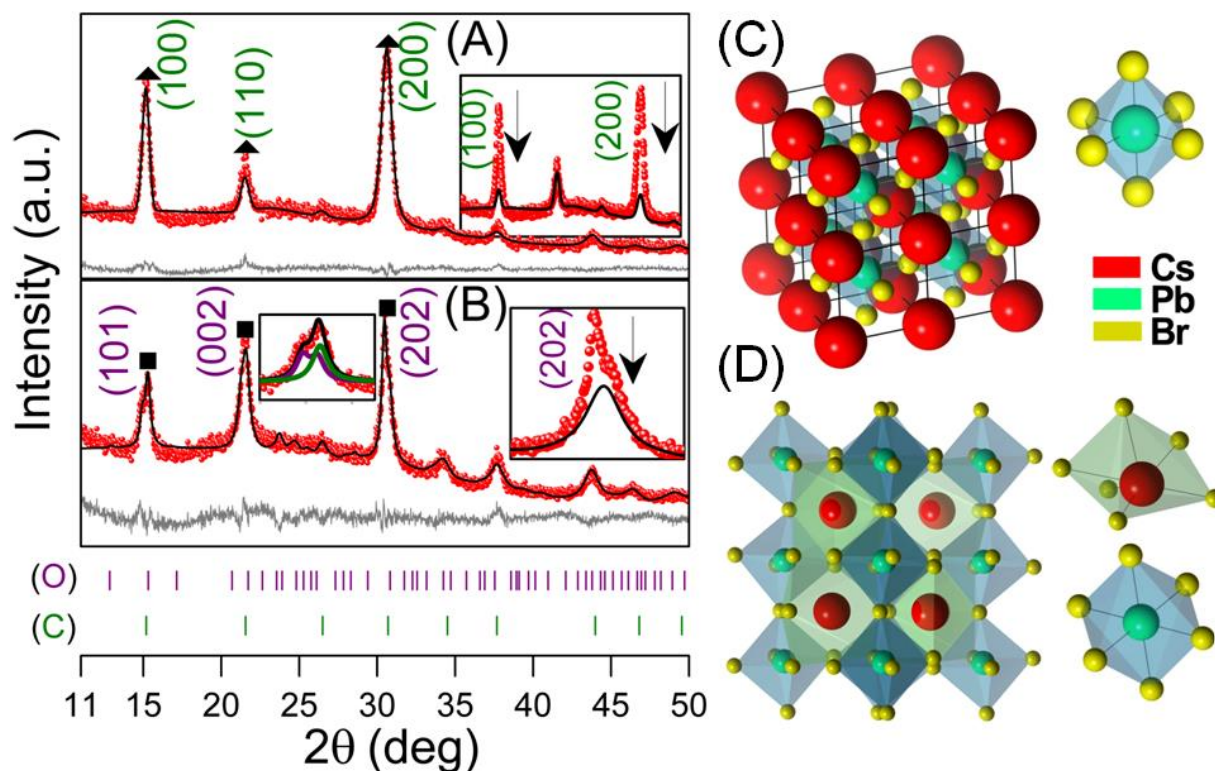 Intensity (a.u.)
(A)
(100)
(110)
(200)
(100)
(200)
(B)
(101)
(002)
(202)
(202)
(O)
(C)
11 15 20 25 30 35 40 45 50
2θ (deg)
(C)
Cs
Pb
Br
(D)